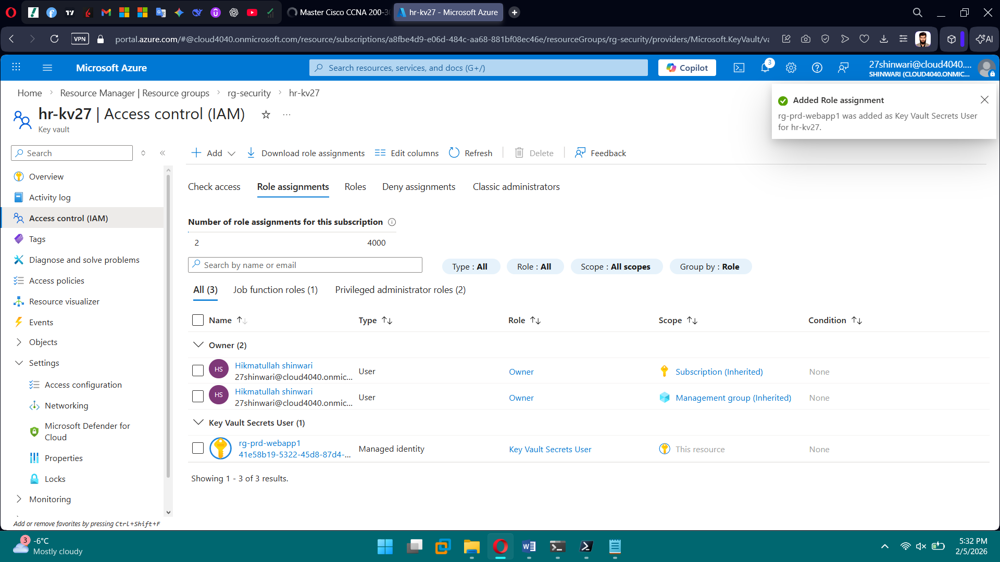 Master Cisco CCNA 200-30
hr-kv27 - Microsoft Azure
VPN
portal.azure.com/#@cloud4040.onmicrosoft.com/resource/subscriptions/a8fbe4d9-e06d-484c-aa68-881bf08ec46e/resourceGroups/rg-security/providers/Microsoft.KeyVault/va
AI
Microsoft Azure
Search resources, services, and docs (G+/)
Copilot
3
27shinwari@cloud4040....
SHINWARI (CLOUD4040.ONMIC...
Home
Resource Manager | Resource groups
rg-security
hr-kv27
Added Role assignment
rg-prd-webapp1 was added as Key Vault Secrets User
for hr-kv27.
hr-kv27 | Access control (IAM)
Key vault
Search
Add
Download role assignments
Edit columns
Refresh
Delete
Feedback
Overview
Activity log
Access control (IAM)
Tags
Diagnose and solve problems
Access policies
Resource visualizer
Events
Objects
Settings
Access configuration
Networking
Microsoft Defender for
Cloud
Properties
Locks
Monitoring
Add or remove favorites by pressing Ctrl+Shift+F
Check access
Role assignments
Roles
Deny assignments
Classic administrators
Number of role assignments for this subscription
2
4000
Search by name or email
Type : All
Role : All
Scope : All scopes
Group by : Role
All (3)
Job function roles (1)
Privileged administrator roles (2)
Name
Type
Role
Scope
Condition
Owner (2)
HS
Hikmatullah shinwari
27shinwari@cloud4040.onmic...
User
Owner
Subscription (Inherited)
None
HS
Hikmatullah shinwari
27shinwari@cloud4040.onmic...
User
Owner
Management group (Inherited)
None
Key Vault Secrets User (1)
rg-prd-webapp1
41e58b19-5322-45d8-87d4-...
Managed identity
Key Vault Secrets User
This resource
None
Showing 1 - 3 of 3 results.
3
-6°C
Mostly cloudy
5:32 PM
2/5/2026